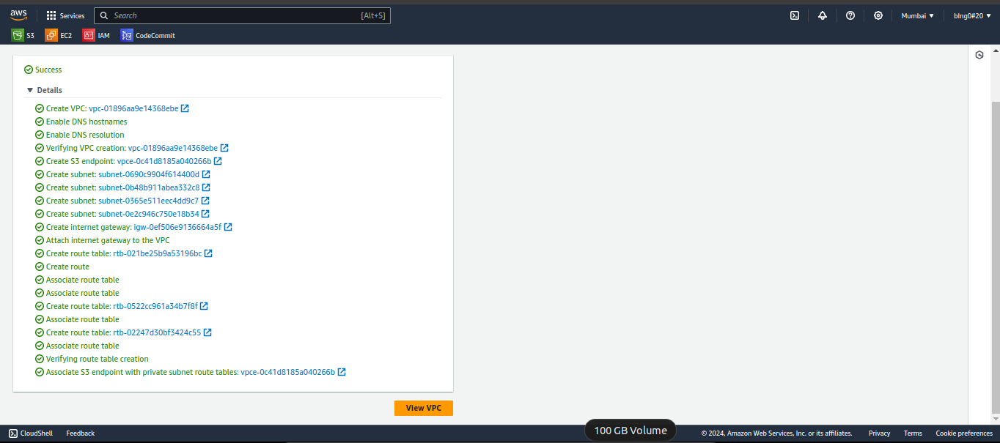 aws Services Search [Alt+S] Mumbai ▼ bIng0#20 ▼
S3 EC2 IAM CodeCommit
Success
▼ Details
Create VPC: vpc-01896aa9e14368ebe
Enable DNS hostnames
Enable DNS resolution
Verifying VPC creation: vpc-01896aa9e14368ebe
Create S3 endpoint: vpce-0c41d8185a040266b
Create subnet: subnet-0690c9904f614400d
Create subnet: subnet-0b48b911abea332c8
Create subnet: subnet-0365e511eec4dd9c7
Create subnet: subnet-0e2c946c750e18b34
Create internet gateway: igw-0ef506e9136664a5f
Attach internet gateway to the VPC
Create route table: rtb-021be25b9a53196bc
Create route
Associate route table
Associate route table
Create route table: rtb-0522cc961a34b7f8f
Associate route table
Create route table: rtb-02247d30bf3424c55
Associate route table
Verifying route table creation
Associate S3 endpoint with private subnet route tables: vpce-0c41d8185a040266b
View VPC
CloudShell Feedback 100 GB Volume © 2024, Amazon Web Services, Inc. or its affiliates. Privacy Terms Cookie preferences